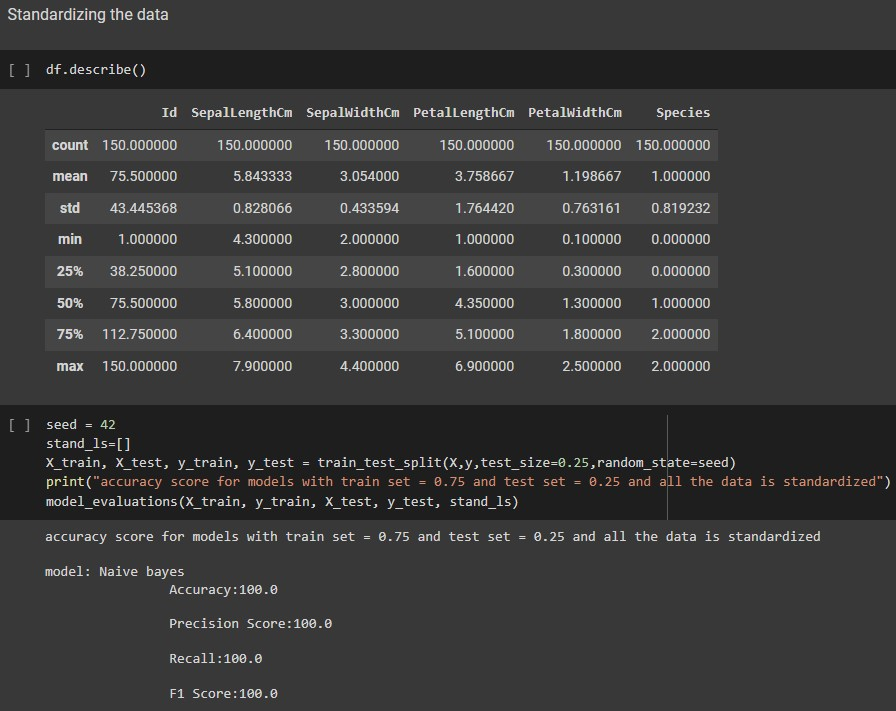 Standardizing the data
[ ] df.describe()
Id SepalLengthCm SepalWidthCm PetalLengthCm PetalWidthCm Species
count 150.000000 150.000000 150.000000 150.000000 150.000000 150.000000
mean 75.500000 5.843333 3.054000 3.758667 1.198667 1.000000
std 43.445368 0.828066 0.433594 1.764420 0.763161 0.819232
min 1.000000 4.300000 2.000000 1.000000 0.100000 0.000000
25% 38.250000 5.100000 2.800000 1.600000 0.300000 0.000000
50% 75.500000 5.800000 3.000000 4.350000 1.300000 1.000000
75% 112.750000 6.400000 3.300000 5.100000 1.800000 2.000000
max 150.000000 7.900000 4.400000 6.900000 2.500000 2.000000
[ ] seed = 42
stand_ls=[]
X_train, X_test, y_train, y_test = train_test_split(X,y,test_size=0.25,random_state=seed)
print("accuracy score for models with train set = 0.75 and test set = 0.25 and all the data is standardized")
model_evaluations(X_train, y_train, X_test, y_test, stand_ls)
accuracy score for models with train set = 0.75 and test set = 0.25 and all the data is standardized
model: Naive bayes
Accuracy:100.0
Precision Score:100.0
Recall:100.0
F1 Score:100.0